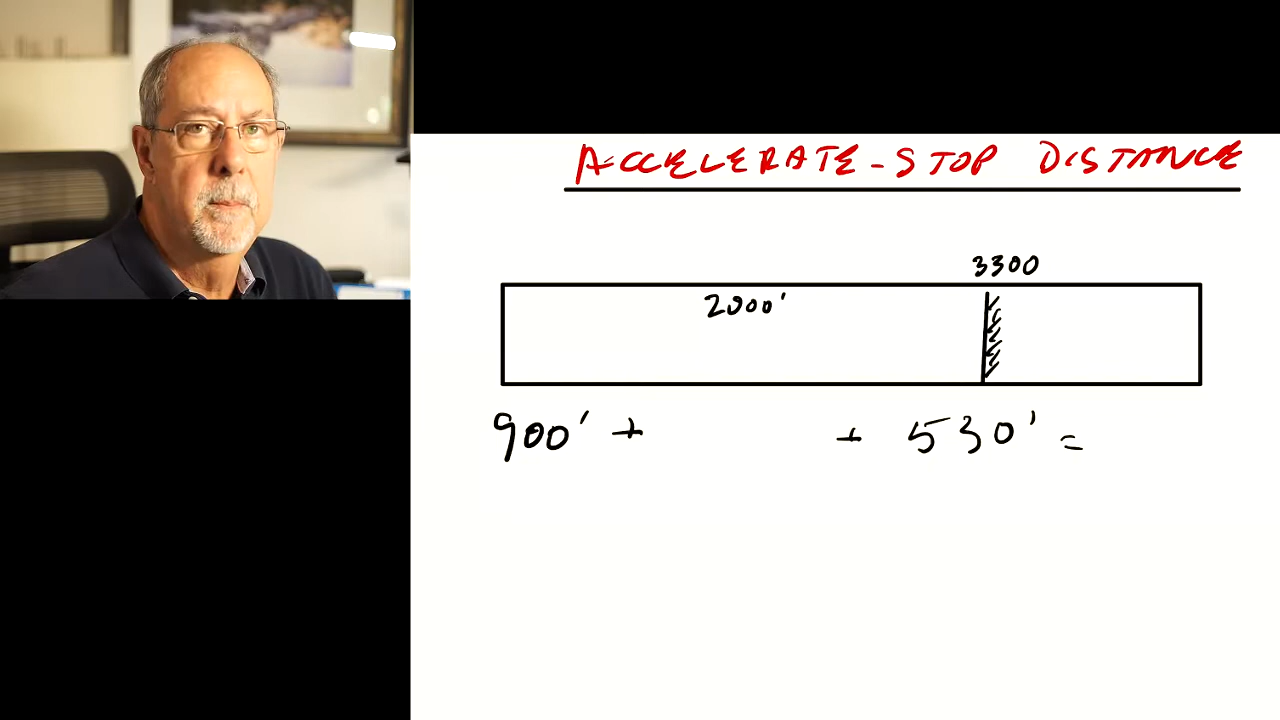 ACCELERATE-STOP DISTANCE
3300
2000'
900' + + 530' =